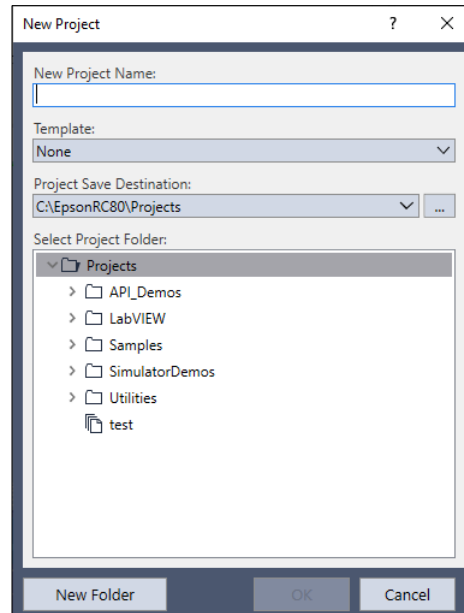 New Project
?
New Project Name:
Template:
None
Project Save Destination:
C:\EpsonRC80\Projects
...
Select Project Folder:
Projects
API_Demos
LabVIEW
Samples
SimulatorDemos
Utilities
test
New Folder
OK
Cancel